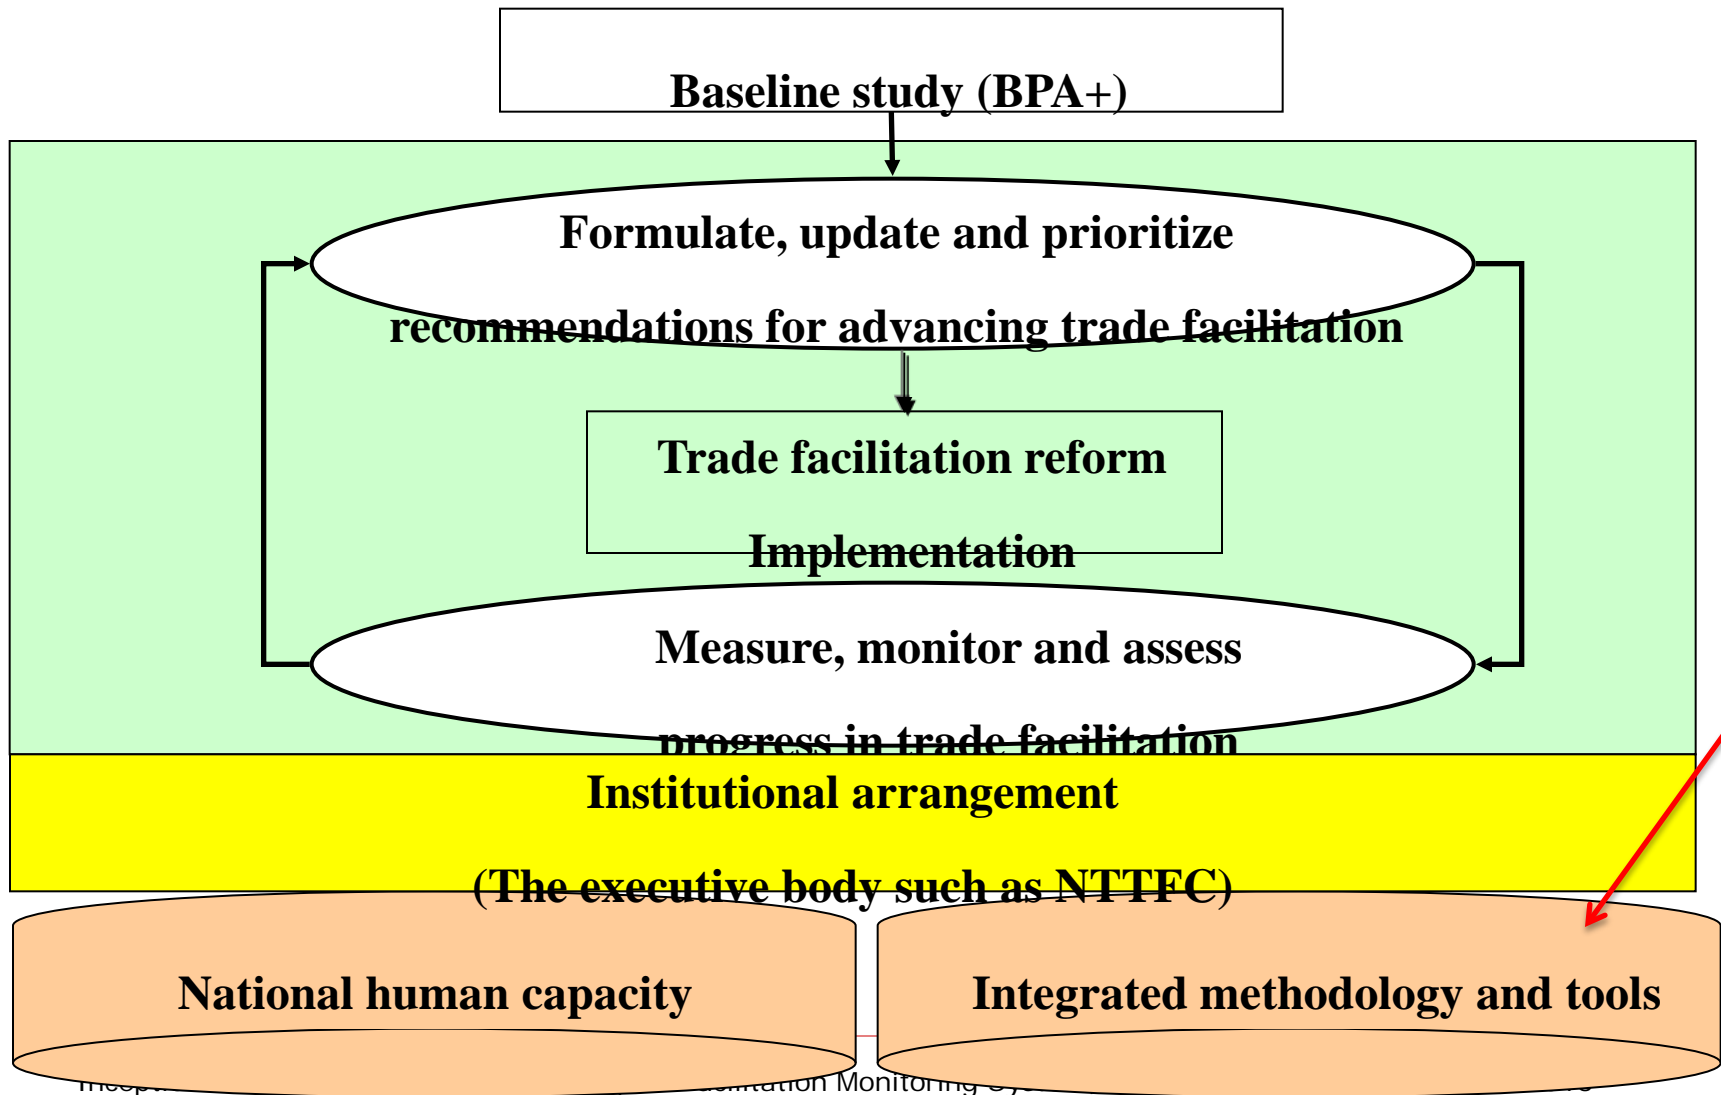 Baseline study (BPA+)
Formulate, update and prioritize
recommendations for advancing trade facilitation
Trade facilitation reform
Implementation
Measure, monitor and assess
progress in trade facilitation
Institutional arrangement
(The executive body such as NTTFC)
National human capacity
Integrated methodology and tools
Monitoring